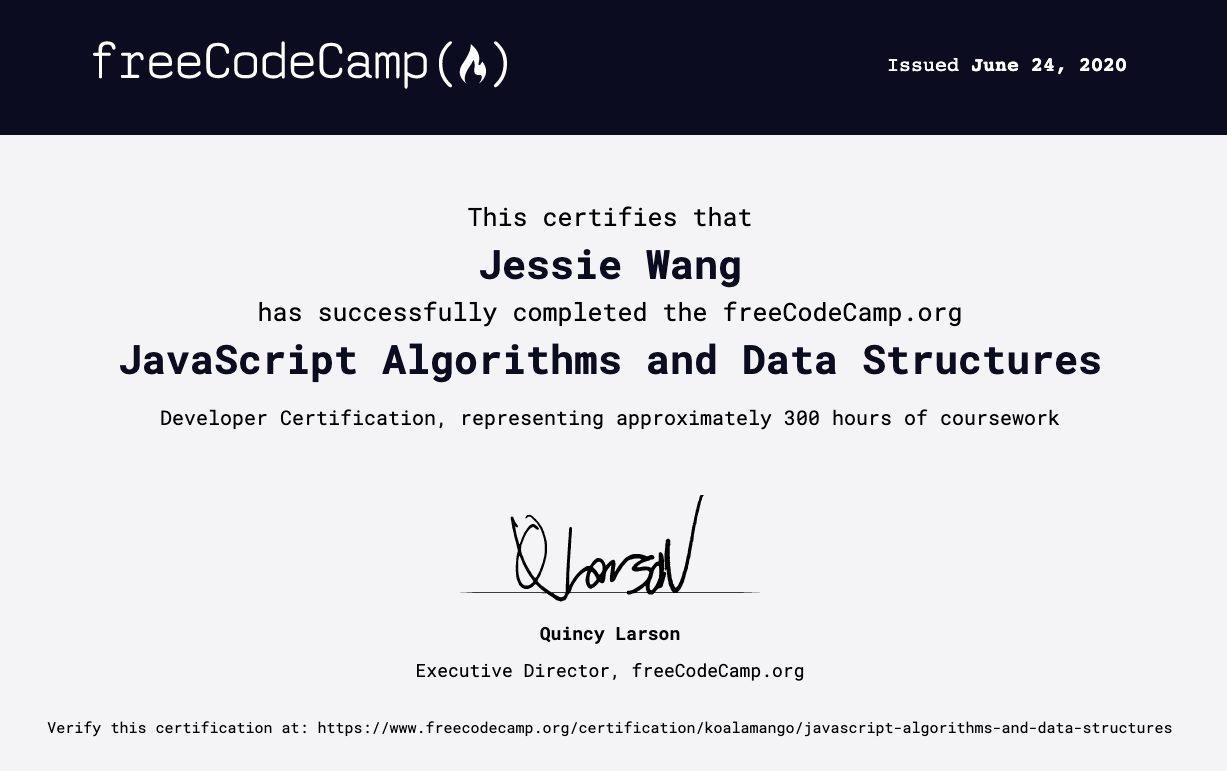 freeCodeCamp(🔥)
Issued June 24, 2020
This certifies that
Jessie Wang
has successfully completed the freeCodeCamp.org
JavaScript Algorithms and Data Structures
Developer Certification, representing approximately 300 hours of coursework
Q Larson
Quincy Larson
Executive Director, freeCodeCamp.org
Verify this certification at: https://www.freecodecamp.org/certification/koalamango/javascript-algorithms-and-data-structures